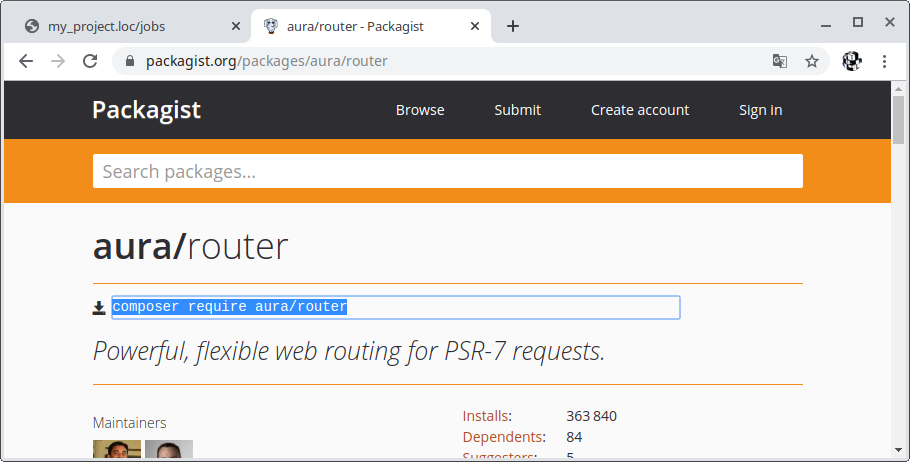 my_project.loc/jobs
aura/router - Packagist
packagist.org/packages/aura/router
Packagist
Browse
Submit
Create account
Sign in
Search packages...
aura/router
composer require aura/router
Powerful, flexible web routing for PSR-7 requests.
Maintainers
Installs: 363 840
Dependents: 84
Suggesters: 5